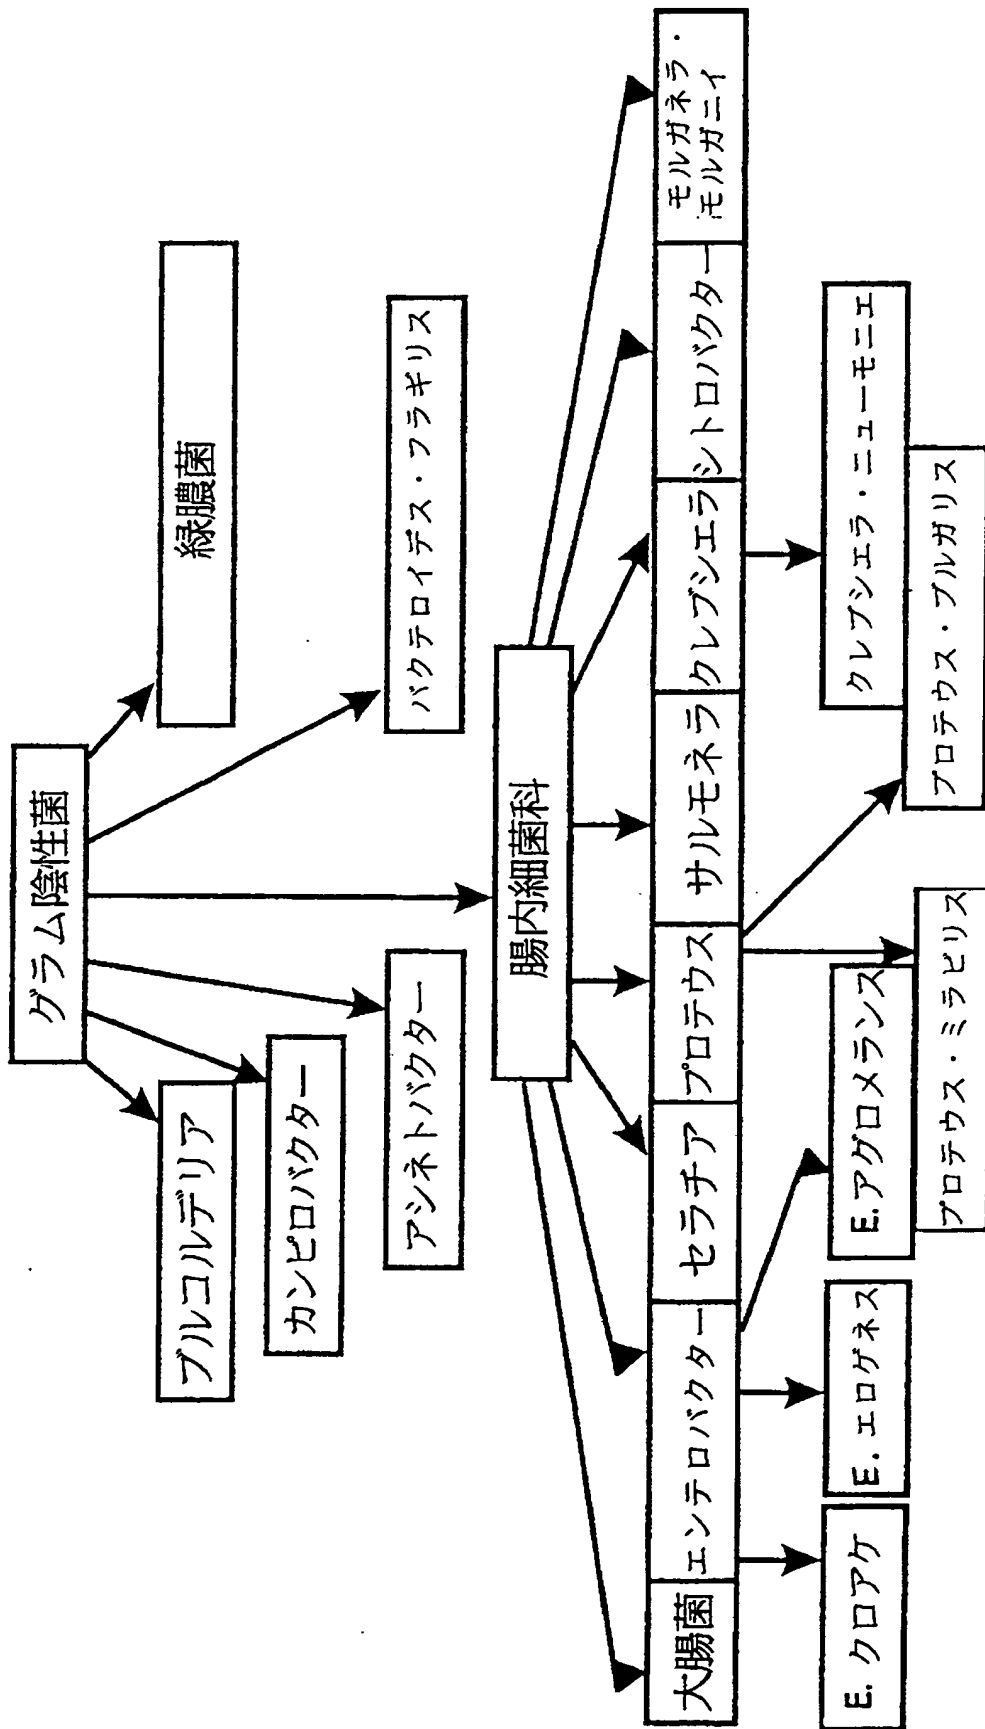 グラム陰性菌
ブルコルデリア
緑膿菌
カンピロバクター
アシネトバクター
バクテロイデス・フラギリス
腸内細菌科
大腸菌
エンテロバクター
セラチア
プロテウス
サルモネラ
クレブシエラ
シトロバクター
モルガネラ・
モルガニイ
E. クロアケ
E. エロゲネス
E. アグロメランス
クレブシエラ・ニューモニエ
プロテウス・ミラビリス
プロテウス・ブルガリス